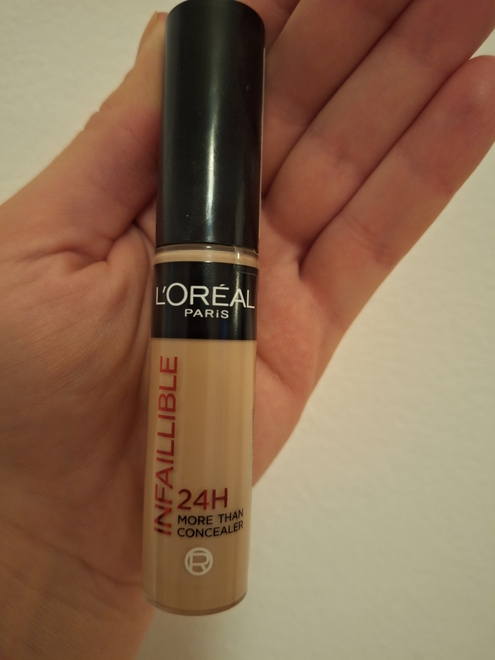 L'ORÉAL
PARIS
INFAILLIBLE
24H
MORE THAN
CONCEALER
R